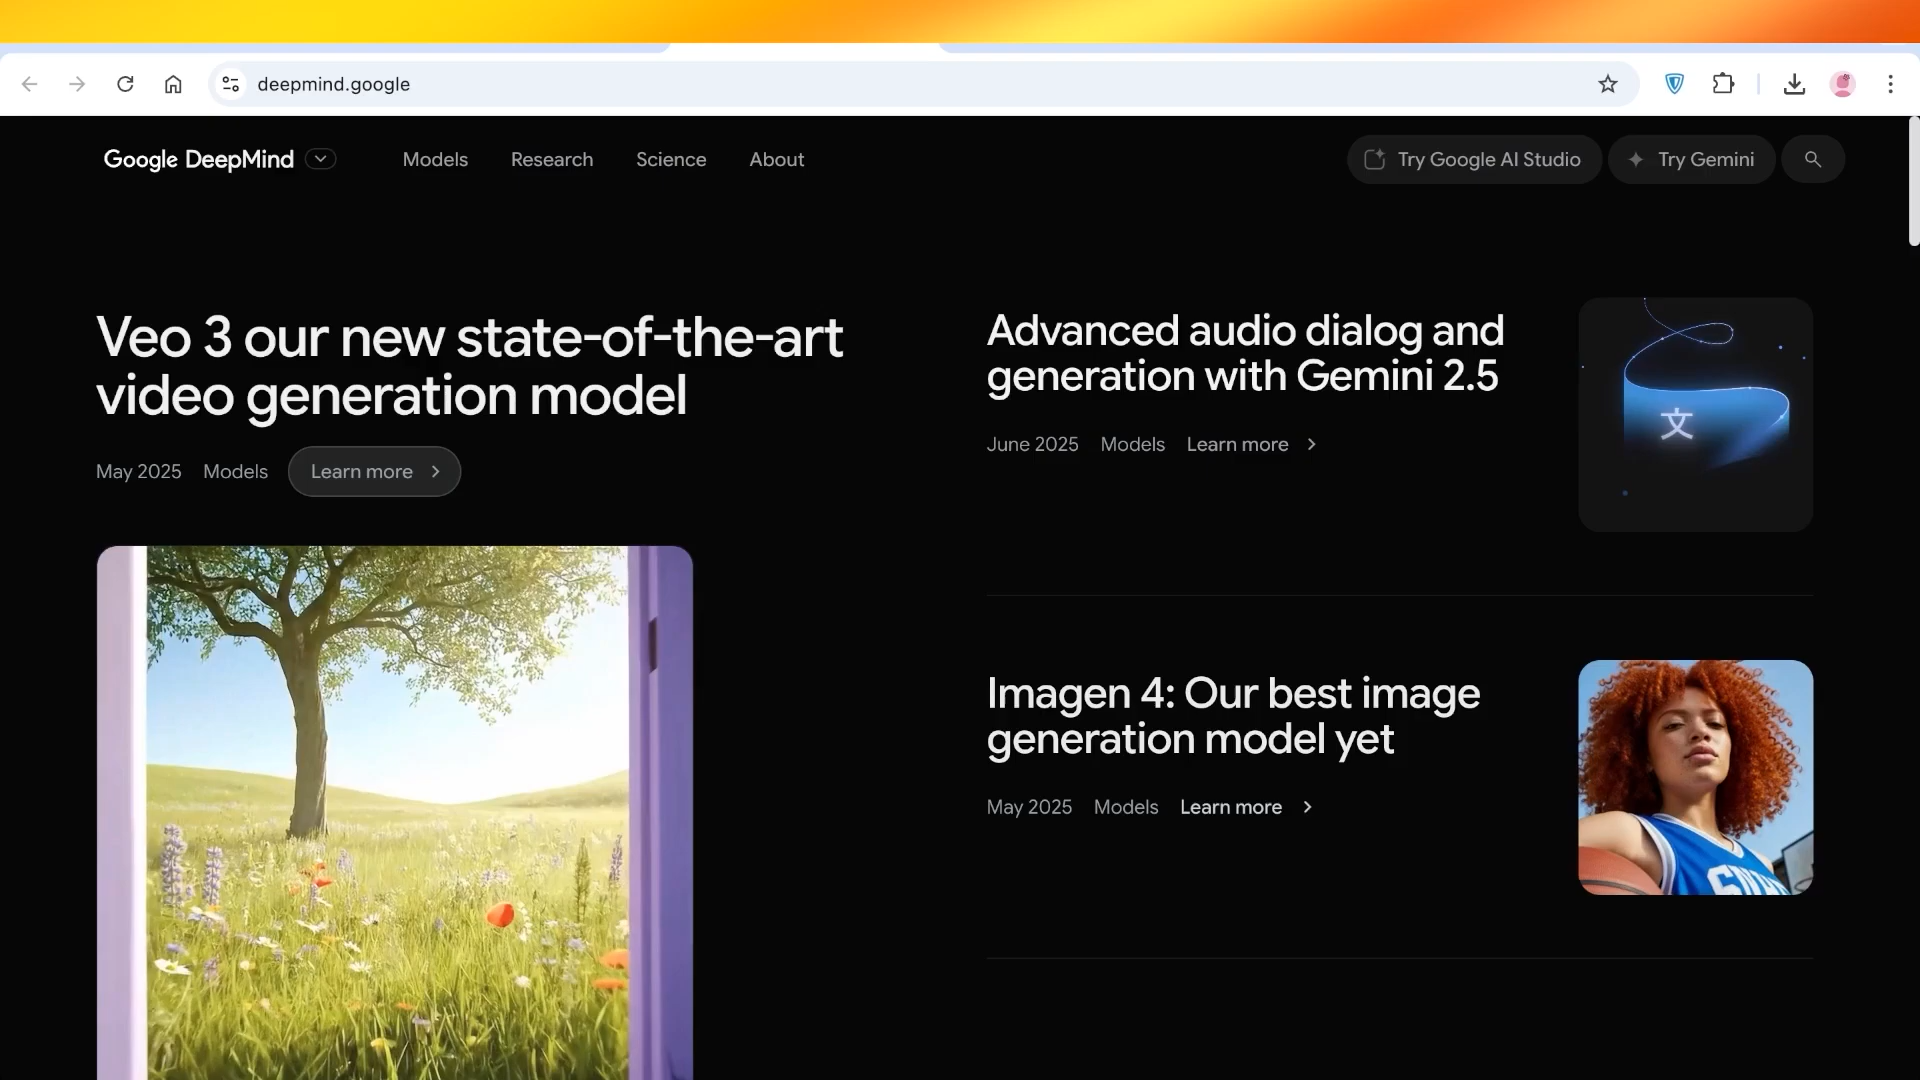 deepmind.google
Google DeepMind
Models
Research
Science
About
Try Google AI Studio
Try Gemini
Veo 3 our new state-of-the-art
video generation model
May 2025 Models Learn more
Advanced audio dialog and
generation with Gemini 2.5
June 2025 Models Learn more
文
Imagen 4: Our best image
generation model yet
May 2025 Models Learn more